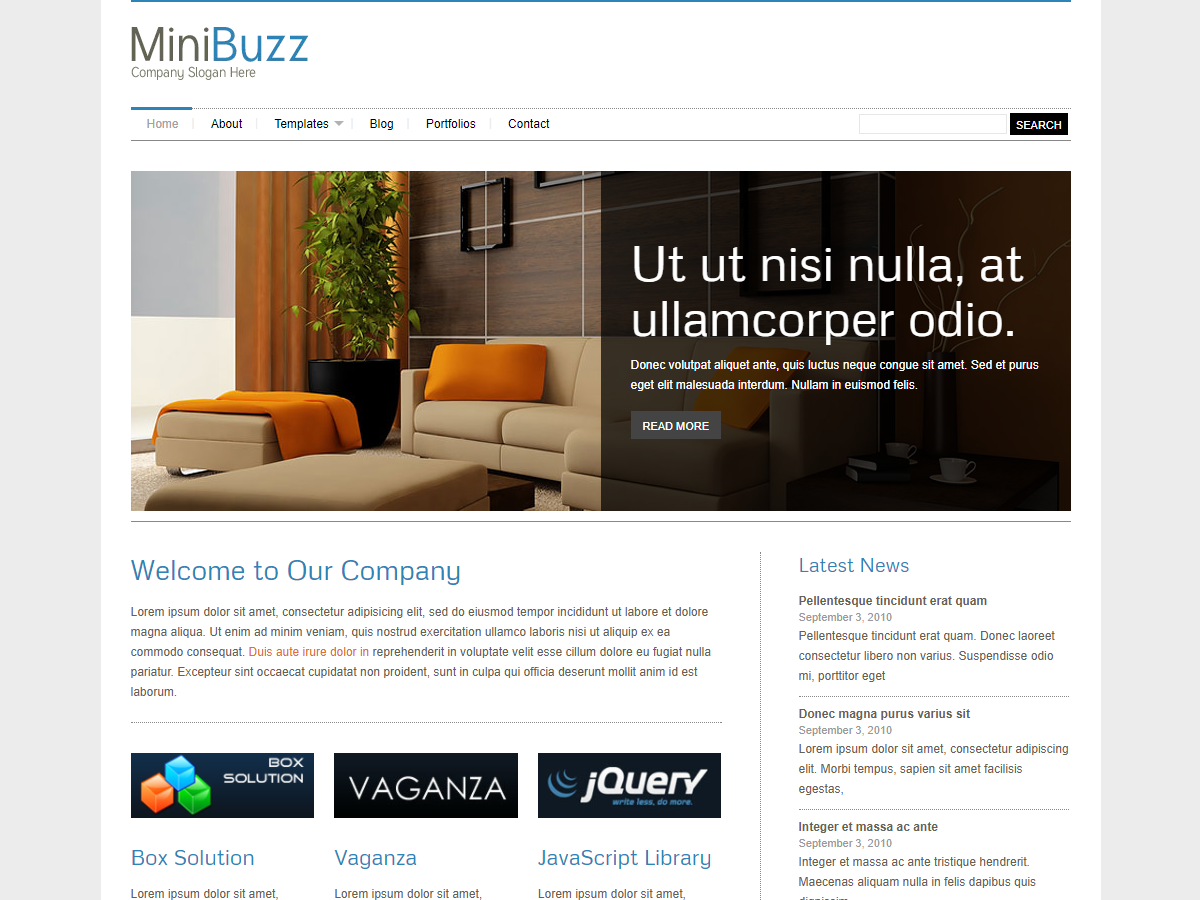 MiniBuzz
Company Slogan Here
Home About Templates Blog Portfolios Contact SEARCH
Ut ut nisi nulla, at
ullamcorper odio.
Donec volutpat aliquet ante, quis luctus neque congue sit amet. Sed et purus
eget elit malesuada interdum. Nullam in euismod felis.
READ MORE
Welcome to Our Company
Lorem ipsum dolor sit amet, consectetur adipisicing elit, sed do eiusmod tempor incididunt ut labore et dolore
magna aliqua. Ut enim ad minim veniam, quis nostrud exercitation ullamco laboris nisi ut aliquip ex ea
commodo consequat. Duis aute irure dolor in reprehenderit in voluptate velit esse cillum dolore eu fugiat nulla
pariatur. Excepteur sint occaecat cupidatat non proident, sunt in culpa qui officia deserunt mollit anim id est
laborum.
BOX
SOLUTION
VAGANZA
jQuery
write less, do more.
Box Solution
Lorem ipsum dolor sit amet,
Vaganza
Lorem ipsum dolor sit amet,
JavaScript Library
Lorem ipsum dolor sit amet,
Latest News
Pellentesque tincidunt erat quam
September 3, 2010
Pellentesque tincidunt erat quam. Donec laoreet
consectetur libero non varius. Suspendisse odio
mi, porttitor eget
Donec magna purus varius sit
September 3, 2010
Lorem ipsum dolor sit amet, consectetur adipiscing
elit. Morbi tempus, sapien sit amet facilisis
egestas,
Integer et massa ac ante
September 3, 2010
Integer et massa ac ante tristique hendrerit.
Maecenas aliquam nulla in felis dapibus quis